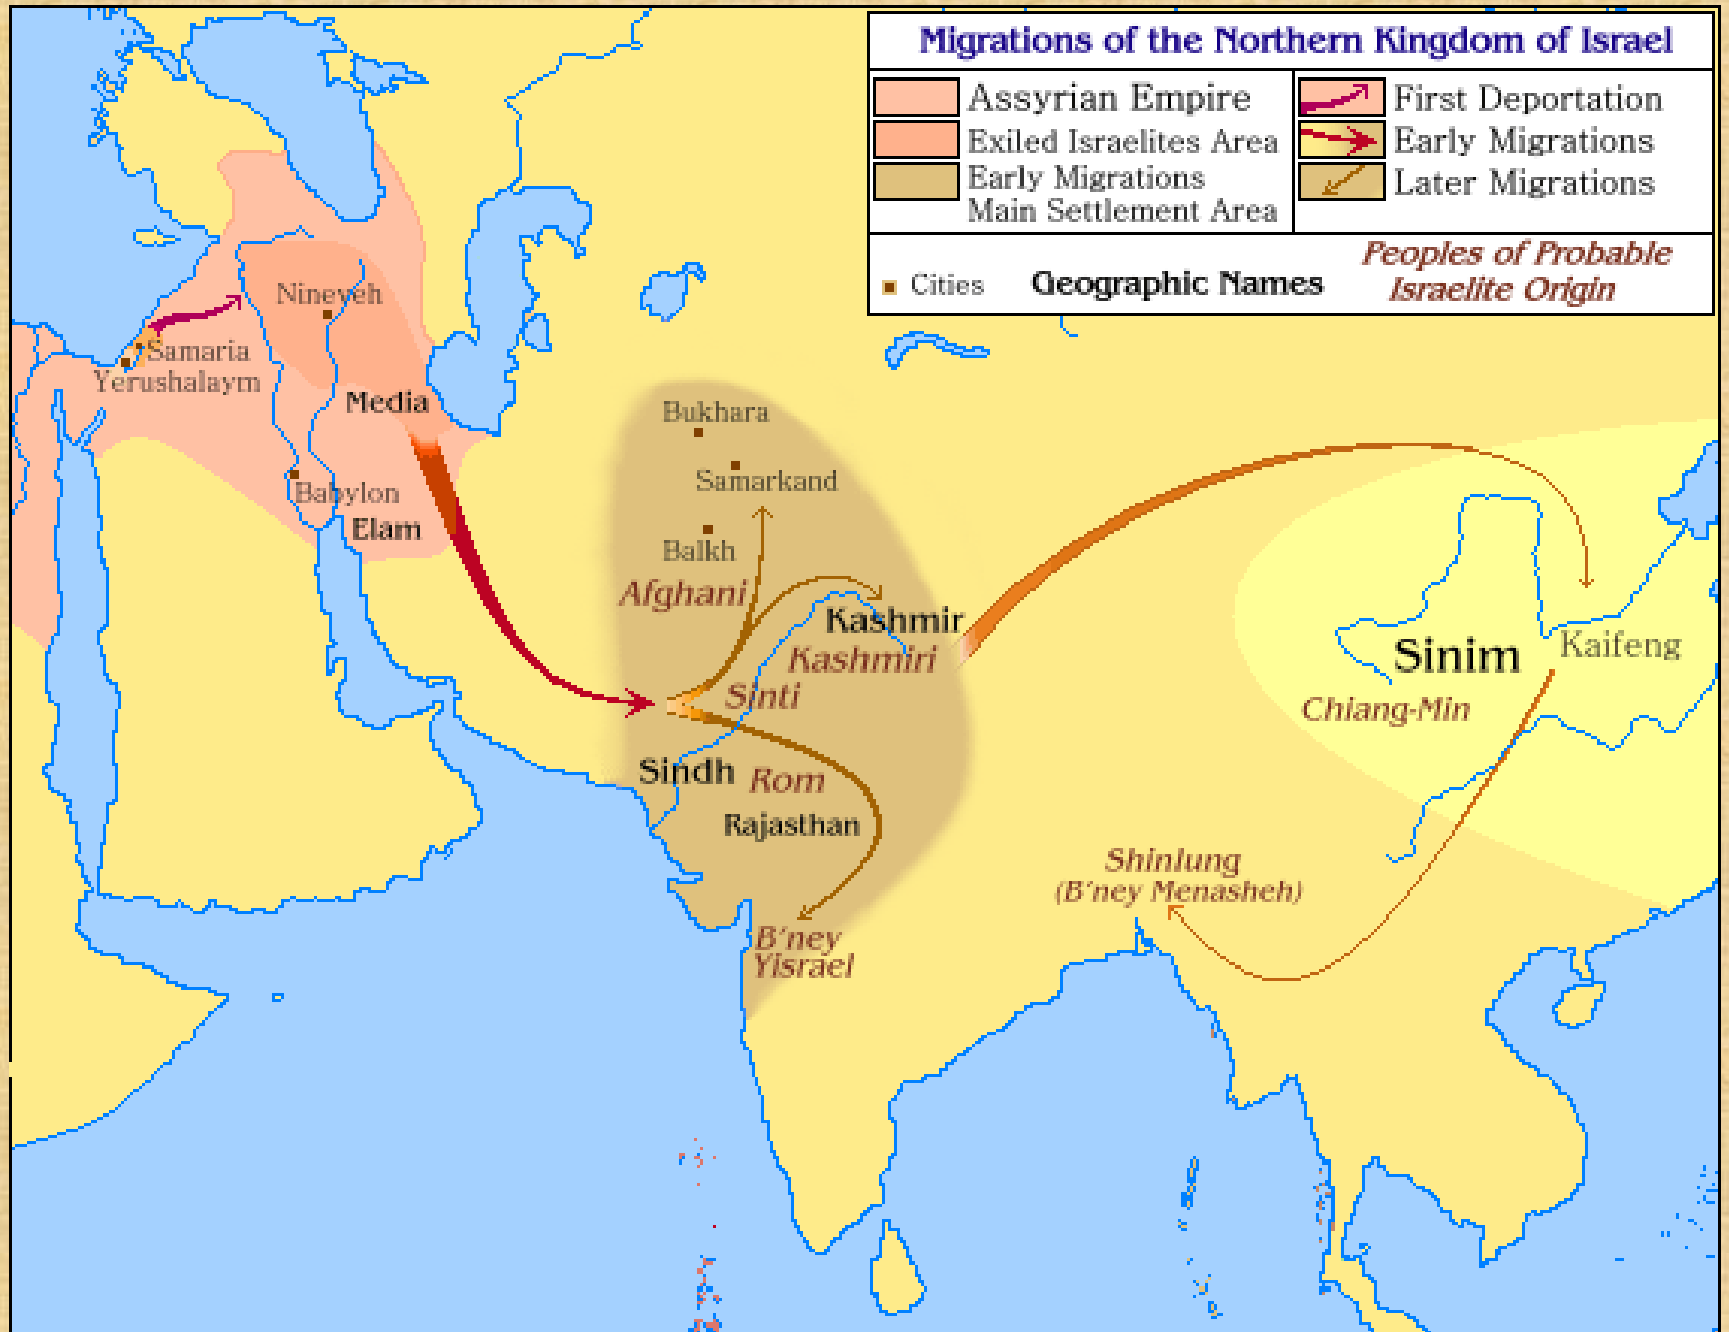 Migrations of the Northern Kingdom of Israel
Assyrian Empire
Exiled Israelites Area
Early Migrations
Main Settlement Area
First Deportation
Early Migrations
Later Migrations
Cities
Geographic Names
Peoples of Probable
Israelite Origin
Nineveh
Samaria
Yerushalaym
Media
Babylon
Elam
Bukhara
Samarkand
Balkh
Afghani
Kashmir
Kashmiri
Sinti
Sindh
Rom
Rajasthan
B'ney
Yisrael
Sinim
Kaifeng
Chiang-Min
Shinlung
(B'ney Menasheh)